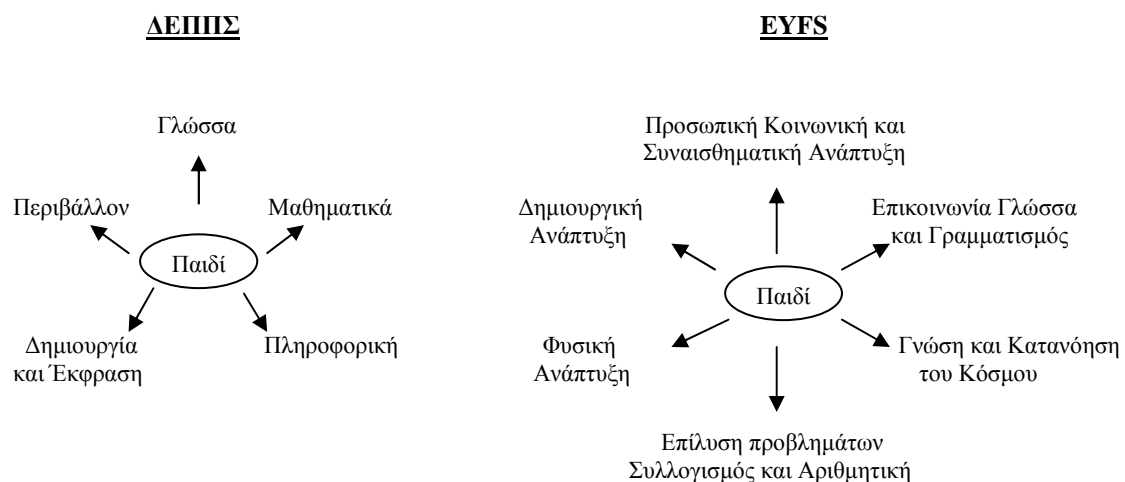 ΔΕΠΠΣ
Γλώσσα
Περιβάλλον
Μαθηματικά
Παιδί
Δημιουργία
και Έκφραση
Πληροφορική
EYFS
Προσωπική Κοινωνική και
Συναισθηματική Ανάπτυξη
Δημιουργική
Ανάπτυξη
Επικοινωνία Γλώσσα
και Γραμματισμός
Παιδί
Φυσική
Ανάπτυξη
Γνώση και Κατανόηση
του Κόσμου
Επίλυση προβλημάτων
Συλλογισμός και Αριθμητική